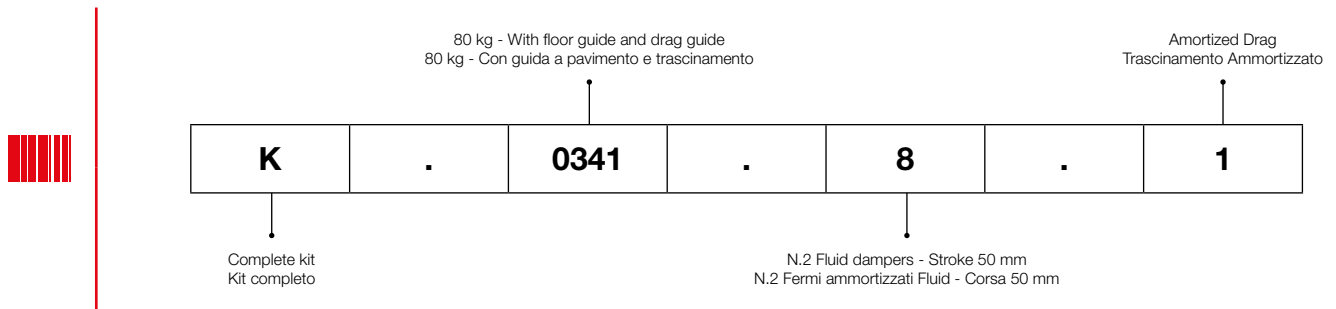 80 kg - With floor guide and drag guide
80 kg - Con guida a pavimento e trascinamento
Amortized Drag
Trascinamento Ammortizzato
K . 0341 . 8 . 1
Complete kit
Kit completo
N.2 Fluid dampers - Stroke 50 mm
N.2 Fermi ammortizzati Fluid - Corsa 50 mm